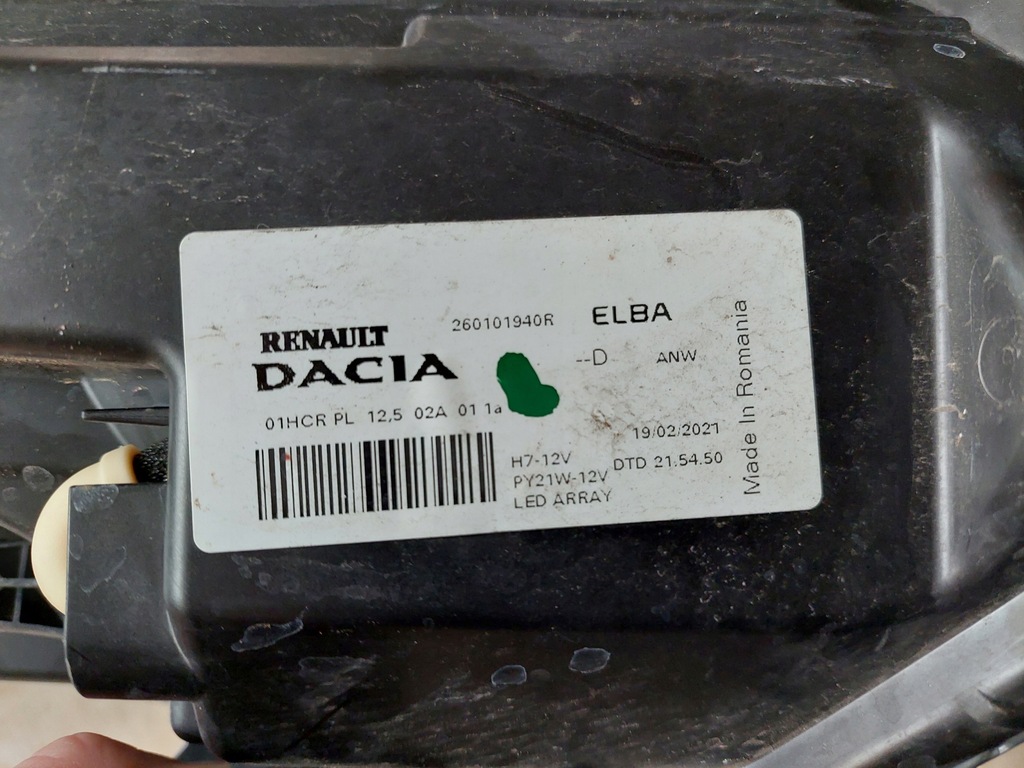 RENAULT
DACIA
260101940R
ELBA
--D ANW
01HCR PL 12,5 02A 01 1a
19/02/2021
H7-12V DTD 21.54.50
PY21W-12V
LED ARRAY
Made In Romania